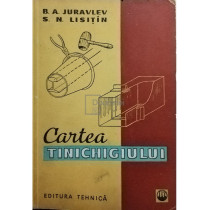 B. A. JURAVLEV
S. N. LISIȚIN
Cartea
TINICHIGIULUI
EDITURA TEHNICĂ